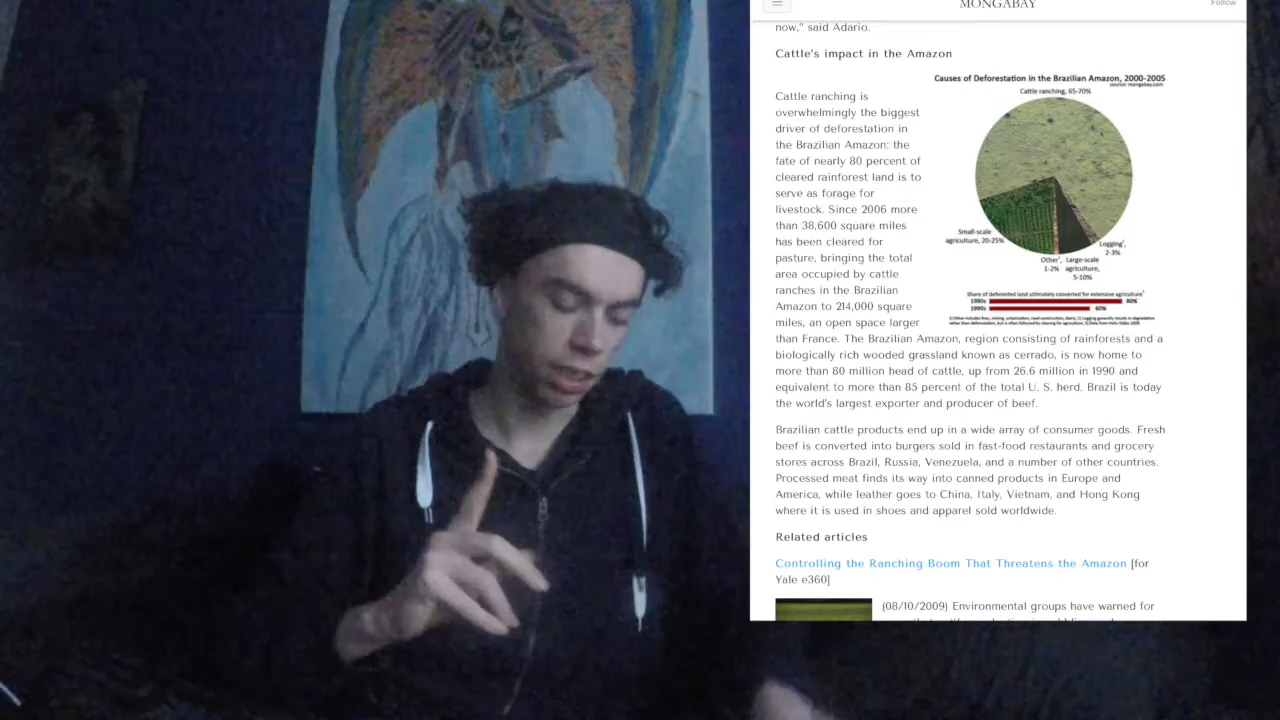 MONGABAY
Follow
now," said Adario.
Cattle's impact in the Amazon
Causes of Deforestation in the Brazilian Amazon, 2000-2005
source: mongabay.com
Cattle ranching, 65-70%
Small-scale
agriculture, 20-25%
Logging¹,
2-3%
Other¹,
1-2%
Large-scale
agriculture,
5-10%
Share of deforested land ultimately converted for extensive agriculture³
1980s 80%
1990s 60%
Cattle ranching is
overwhelmingly the biggest
driver of deforestation in
the Brazilian Amazon: the
fate of nearly 80 percent of
cleared rainforest land is to
serve as forage for
livestock. Since 2006 more
than 38,600 square miles
has been cleared for
pasture, bringing the total
area occupied by cattle
ranches in the Brazilian
Amazon to 214,000 square
miles, an open space larger
than France. The Brazilian Amazon, region consisting of rainforests and a
biologically rich wooded grassland known as cerrado, is now home to
more than 80 million head of cattle, up from 26.6 million in 1990 and
equivalent to more than 85 percent of the total U. S. herd. Brazil is today
the world's largest exporter and producer of beef.
Brazilian cattle products end up in a wide array of consumer goods. Fresh
beef is converted into burgers sold in fast-food restaurants and grocery
stores across Brazil, Russia, Venezuela, and a number of other countries.
Processed meat finds its way into canned products in Europe and
America, while leather goes to China, Italy, Vietnam, and Hong Kong
where it is used in shoes and apparel sold worldwide.
Related articles
Controlling the Ranching Boom That Threatens the Amazon [for
Yale e360]
(08/10/2009) Environmental groups have warned for